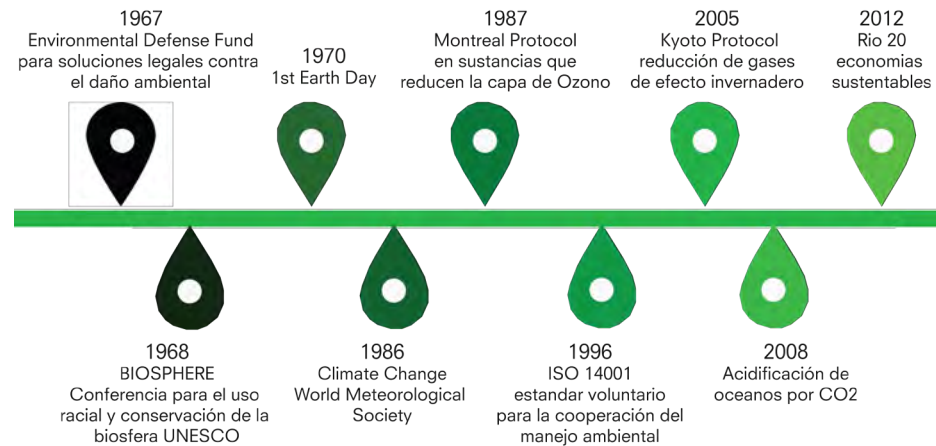 1967
Environmental Defense Fund
para soluciones legales contra
el daño ambiental
1970
1st Earth Day
1987
Montreal Protocol
en sustancias que
reducen la capa de Ozono
2005
Kyoto Protocol
reducción de gases
de efecto invernadero
2012
Rio 20
economias
sustentables
1968
BIOSPHERE
Conferencia para el uso
racial y conservación de la
biosfera UNESCO
1986
Climate Change
World Meteorological
Society
1996
ISO 14001
estandar voluntario
para la cooperación del
manejo ambiental
2008
Acidificación de
oceanos por CO2